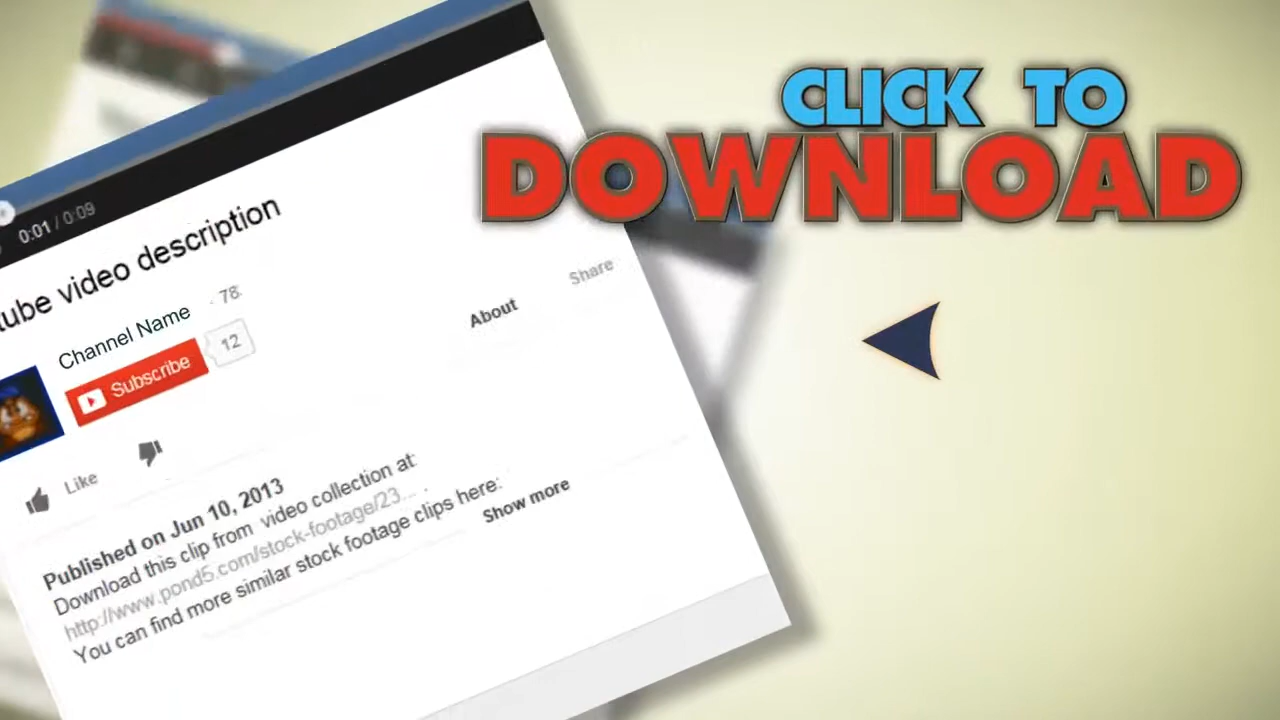 CLICK TO
DOWNLOAD
0:01 / 0:09
tube video description
Channel Name
78
Subscribe
12
About
Share
Like
Published on Jun 10, 2013
Download this clip from video collection at:
http://www.pond5.com/stock-footage/23...
You can find more similar stock footage clips here:
Show more